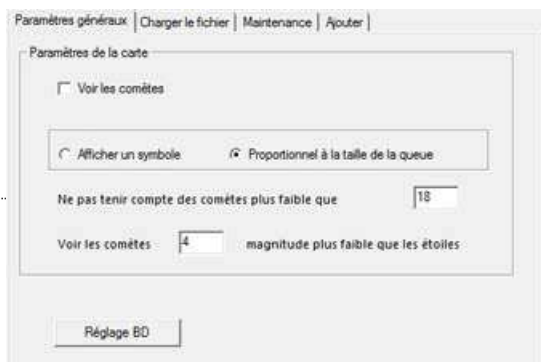 Paramètres généraux Charger le fichier Maintenance Ajouter
Paramètres de la carte
Voir les comètes
Afficher un symbole Proportionnel à la taille de la queue
Ne pas tenir compte des comètes plus faible que 18
Voir les comètes 4 magnitude plus faible que les étoiles
Réglage BD